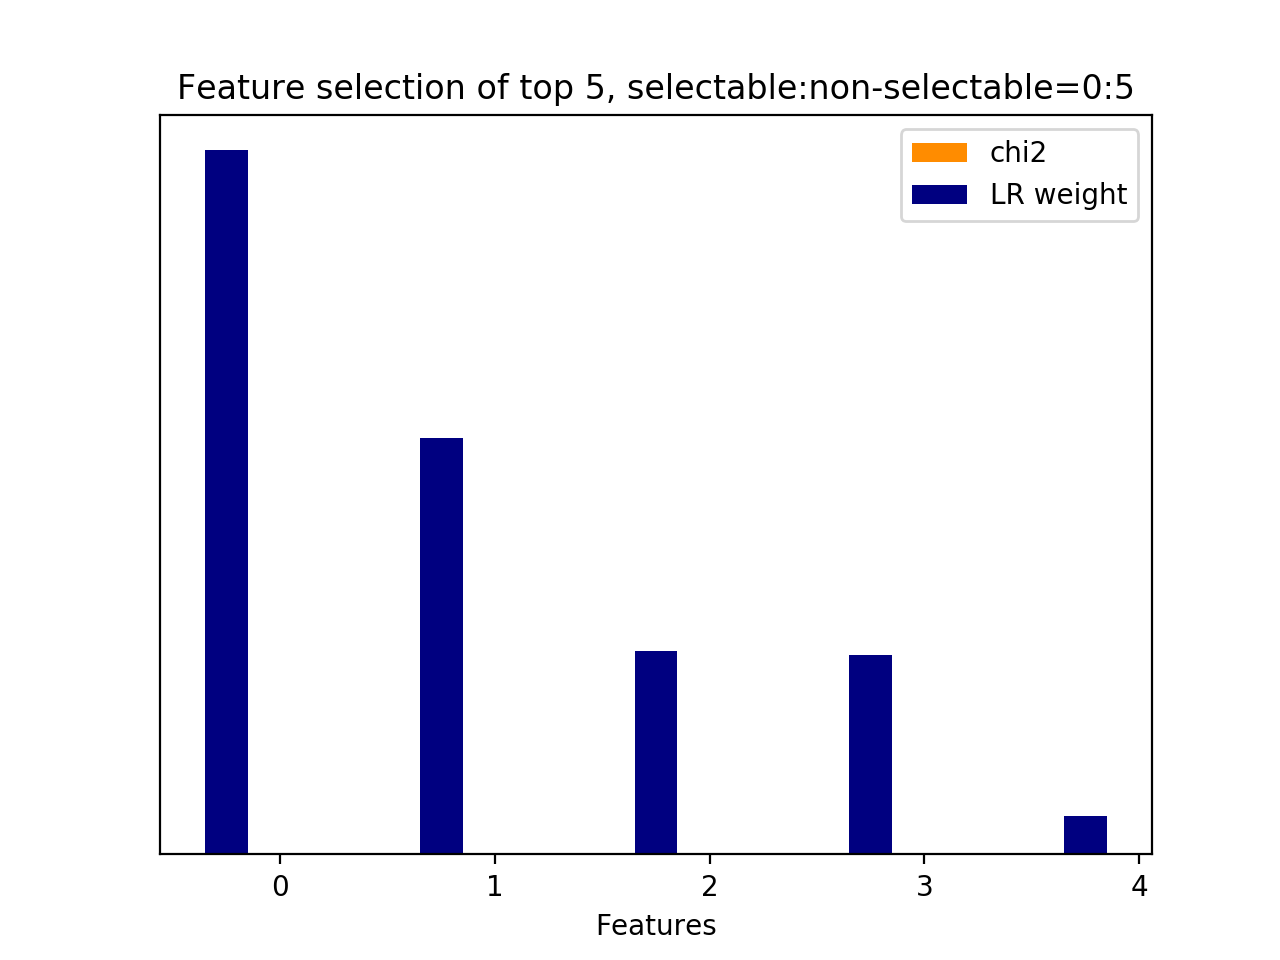 Feature selection of top 5, selectable:non-selectable=0:5
chi2
LR weight
0 1 2 3 4
Features